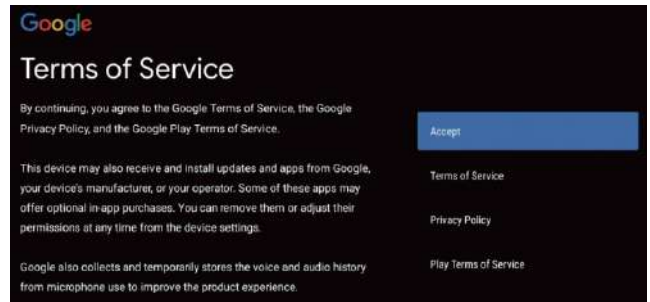 Google
Terms of Service
By continuing, you agree to the Google Terms of Service, the Google
Privacy Policy, and the Google Play Terms of Service.
This device may also receive and install updates and apps from Google,
your device's manufacturer, or your operator. Some of these apps may
offer optional in-app purchases. You can remove them or adjust their
permissions at any time from the device settings.
Google also collects and temporarily stores the voice and audio history
from microphone use to improve the product experience.
Accept
Terms of Service
Privacy Policy
Play Terms of Service